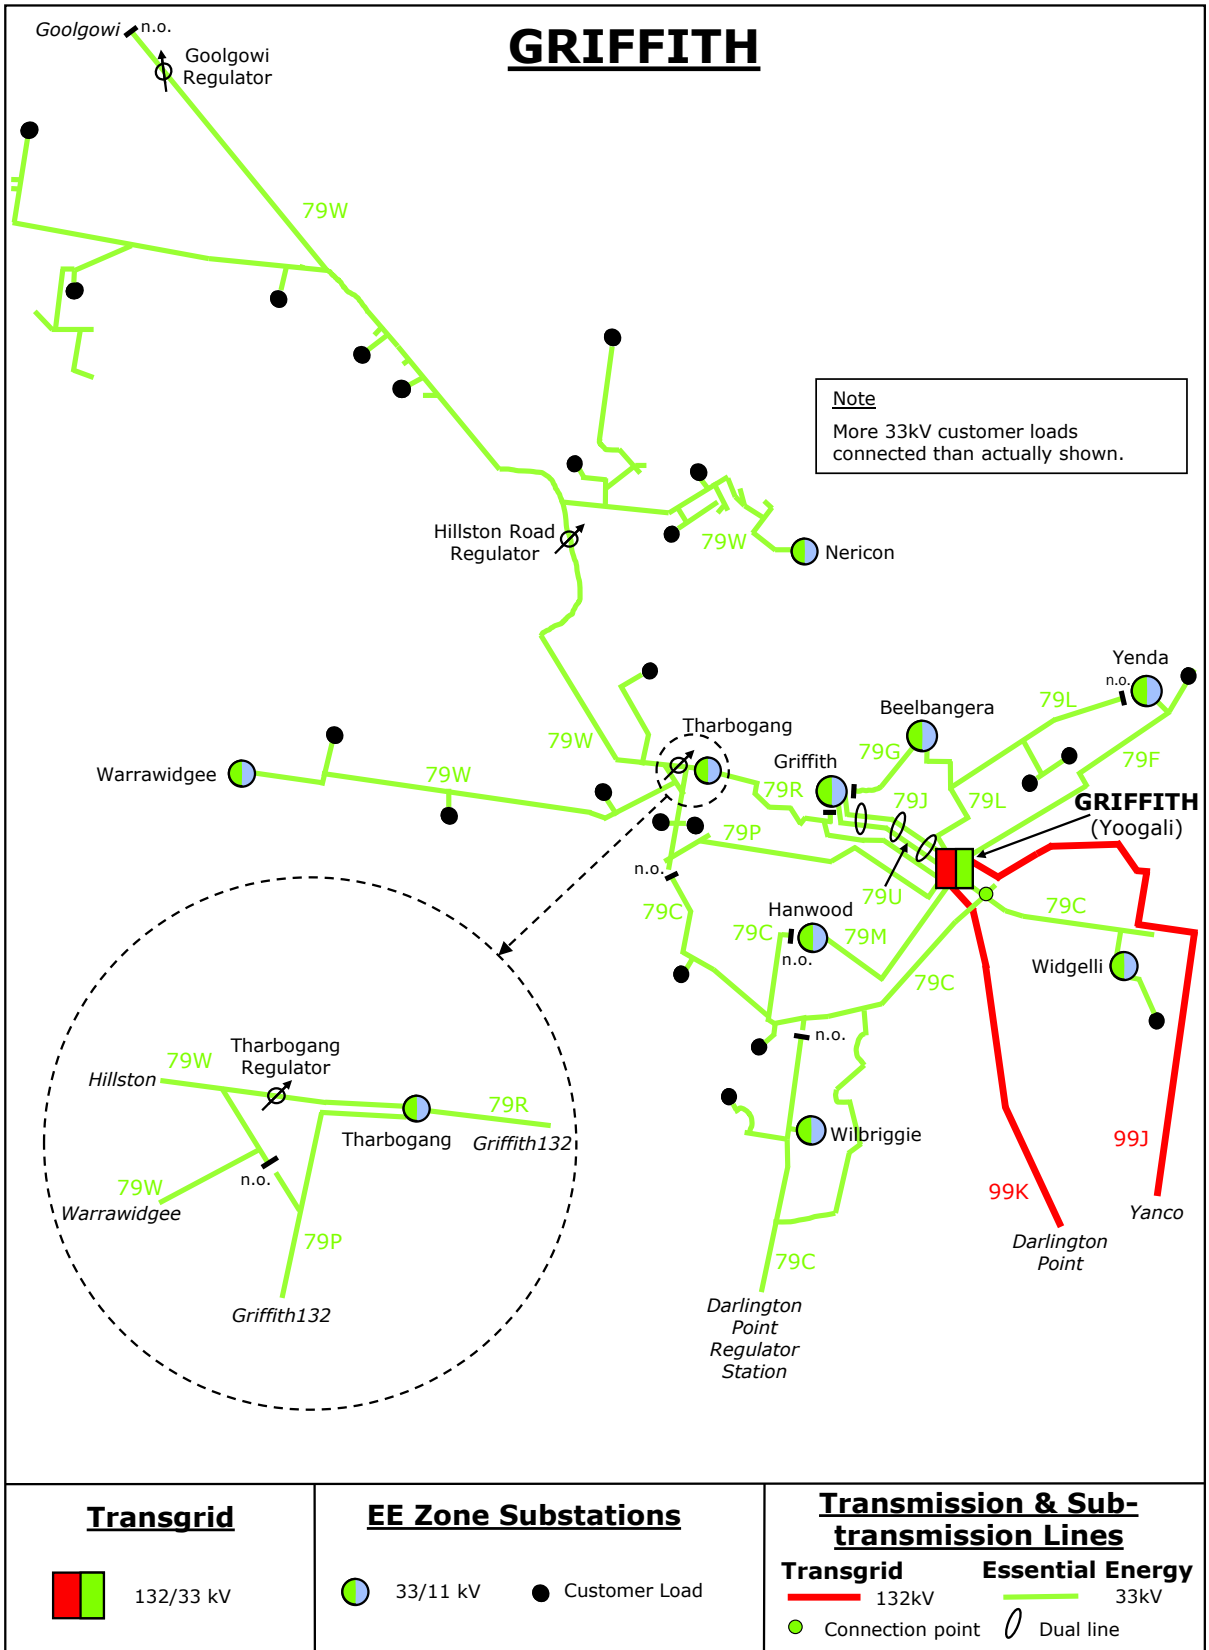 GRIFFITH
Goolgowi
n.o.
Goolgowi
Regulator
79W
Note
More 33kV customer loads
connected than actually shown.
Hillston Road
Regulator
79W
Nericon
Yenda
n.o.
79L
Beelbangera
79W
Tharbogang
79G
79F
Griffith
Warrawidgee
79W
79R
79J
79L
GRIFFITH
(Yoogali)
79P
n.o.
79U
79C
Hanwood
79C
79C
79M
n.o.
Widgelli
79C
n.o.
Tharbogang
Regulator
79W
Hillston
79R
Tharbogang
Griffith132
Wilbriggie
99J
n.o.
79W
Warrawidgee
99K
Yanco
79P
Darlington
Point
79C
Griffith132
Darlington
Point
Regulator
Station
Transgrid
132/33 kV
EE Zone Substations
33/11 kV
Customer Load
Transmission & Sub-
transmission Lines
Transgrid
Essential Energy
132kV
33kV
Connection point
Dual line